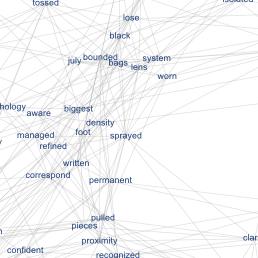 tossed
isolated
lose
black
bounded
system
july
bags
lens
worn
hology
biggest
aware
density
foot
managed
sprayed
refined
written
correspond
permanent
pulled
pieces
clar
proximity
confident
recognized